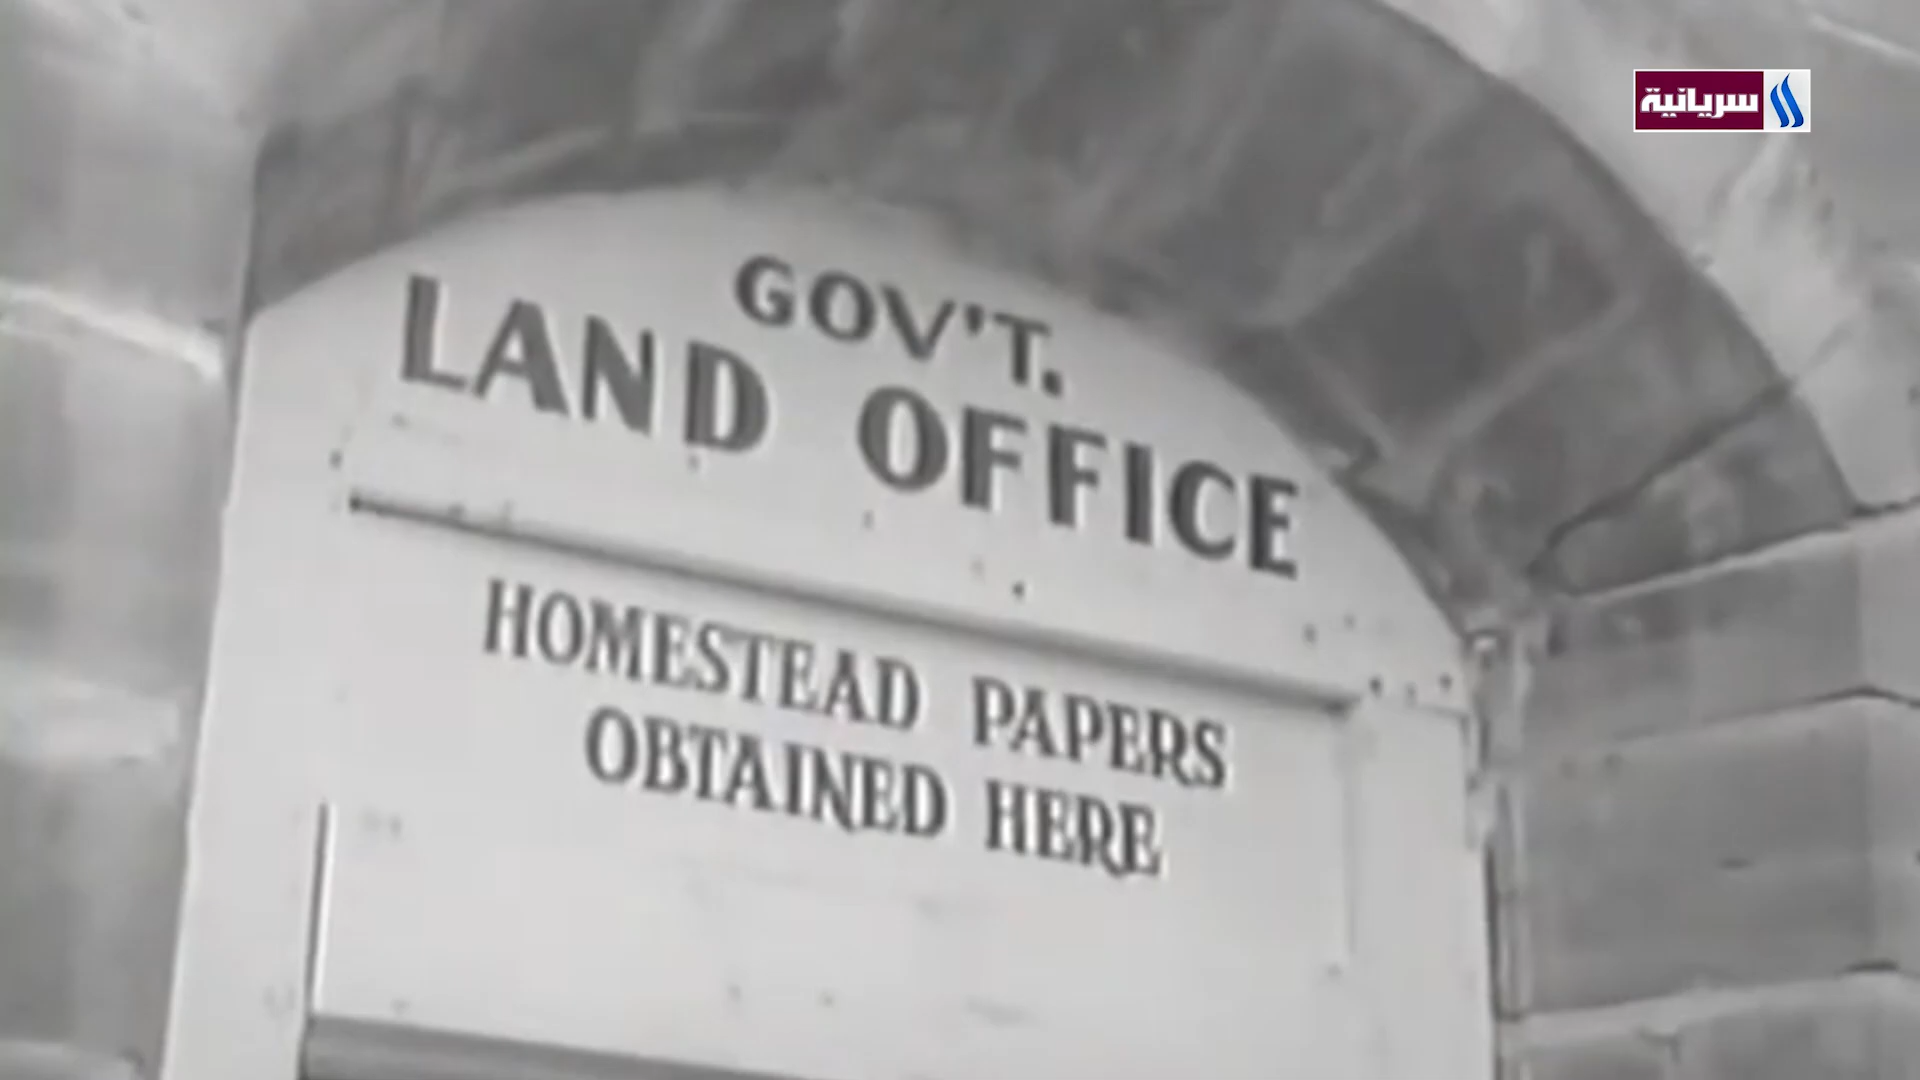 سريانية
GOV'T.
LAND OFFICE
HOMESTEAD PAPERS
OBTAINED HERE